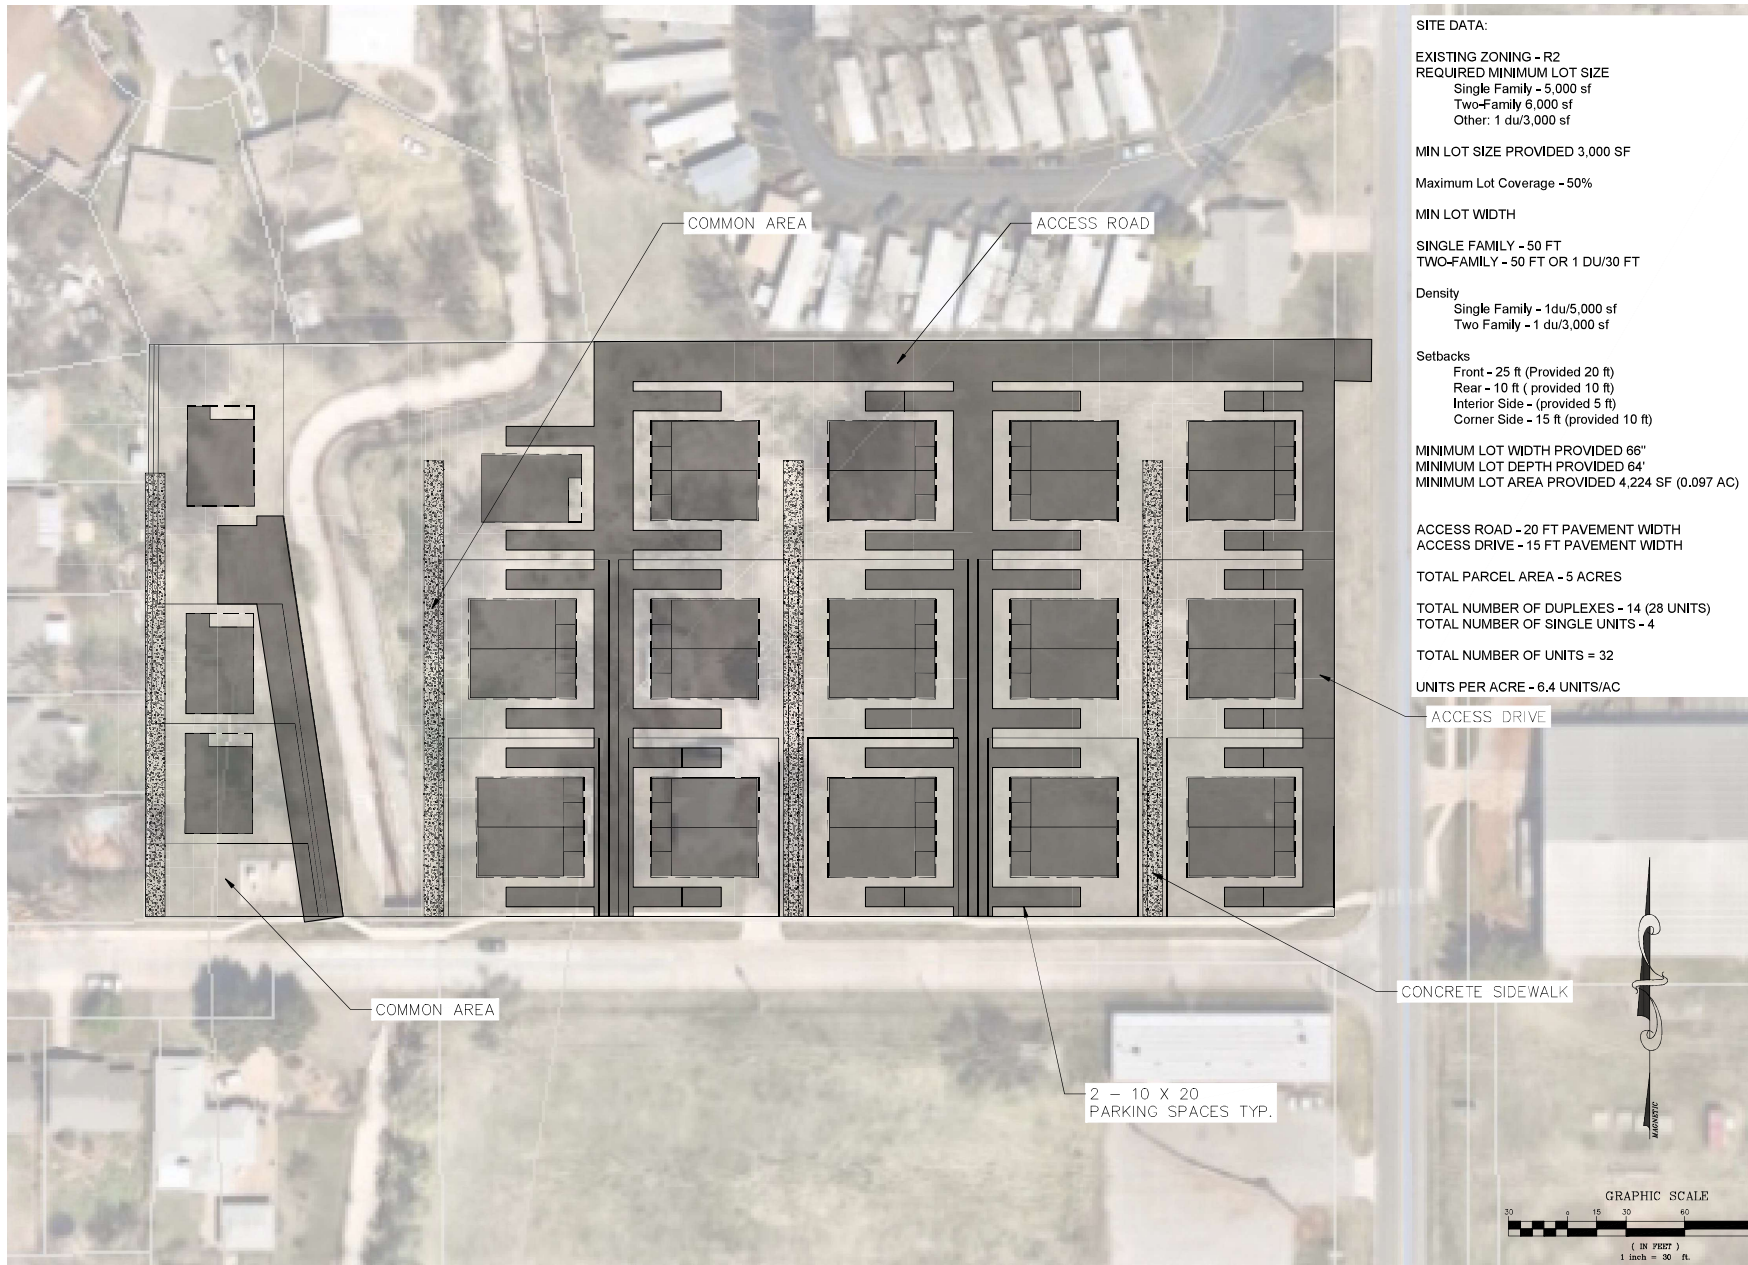 SITE DATA:
EXISTING ZONING - R2
REQUIRED MINIMUM LOT SIZE
Single Family - 5,000 sf
Two-Family 6,000 sf
Other: 1 du/3,000 sf
MIN LOT SIZE PROVIDED 3,000 SF
Maximum Lot Coverage - 50%
MIN LOT WIDTH
SINGLE FAMILY - 50 FT
TWO-FAMILY - 50 FT OR 1 DU/30 FT
Density
Single Family - 1du/5,000 sf
Two Family - 1 du/3,000 sf
Setbacks
Front - 25 ft (Provided 20 ft)
Rear - 10 ft ( provided 10 ft)
Interior Side - (provided 5 ft)
Corner Side - 15 ft (provided 10 ft)
MINIMUM LOT WIDTH PROVIDED 66"
MINIMUM LOT DEPTH PROVIDED 64'
MINIMUM LOT AREA PROVIDED 4,224 SF (0.097 AC)
ACCESS ROAD - 20 FT PAVEMENT WIDTH
ACCESS DRIVE - 15 FT PAVEMENT WIDTH
TOTAL PARCEL AREA - 5 ACRES
TOTAL NUMBER OF DUPLEXES - 14 (28 UNITS)
TOTAL NUMBER OF SINGLE UNITS - 4
TOTAL NUMBER OF UNITS = 32
UNITS PER ACRE - 6.4 UNITS/AC
COMMON AREA
ACCESS ROAD
ACCESS DRIVE
CONCRETE SIDEWALK
COMMON AREA
2 - 10 X 20
PARKING SPACES TYP.
MAGNETIC
GRAPHIC SCALE
30 0 15 30 60
( IN FEET )
1 inch = 30 ft.